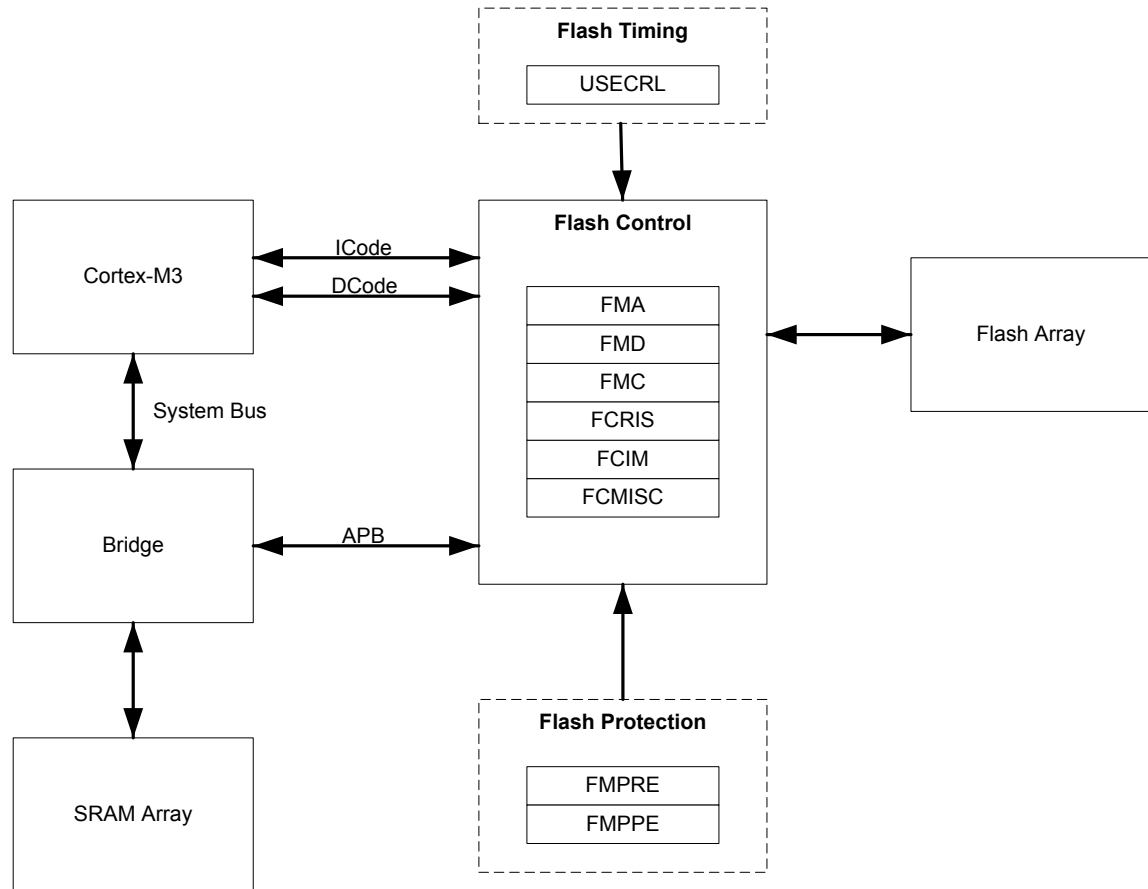 Flash Timing
USECRL
Cortex-M3
ICode
DCode
System Bus
Bridge
APB
SRAM Array
Flash Control
FMA
FMD
FMC
FCRIS
FCIM
FCMISC
Flash Array
Flash Protection
FMPRE
FMPPE